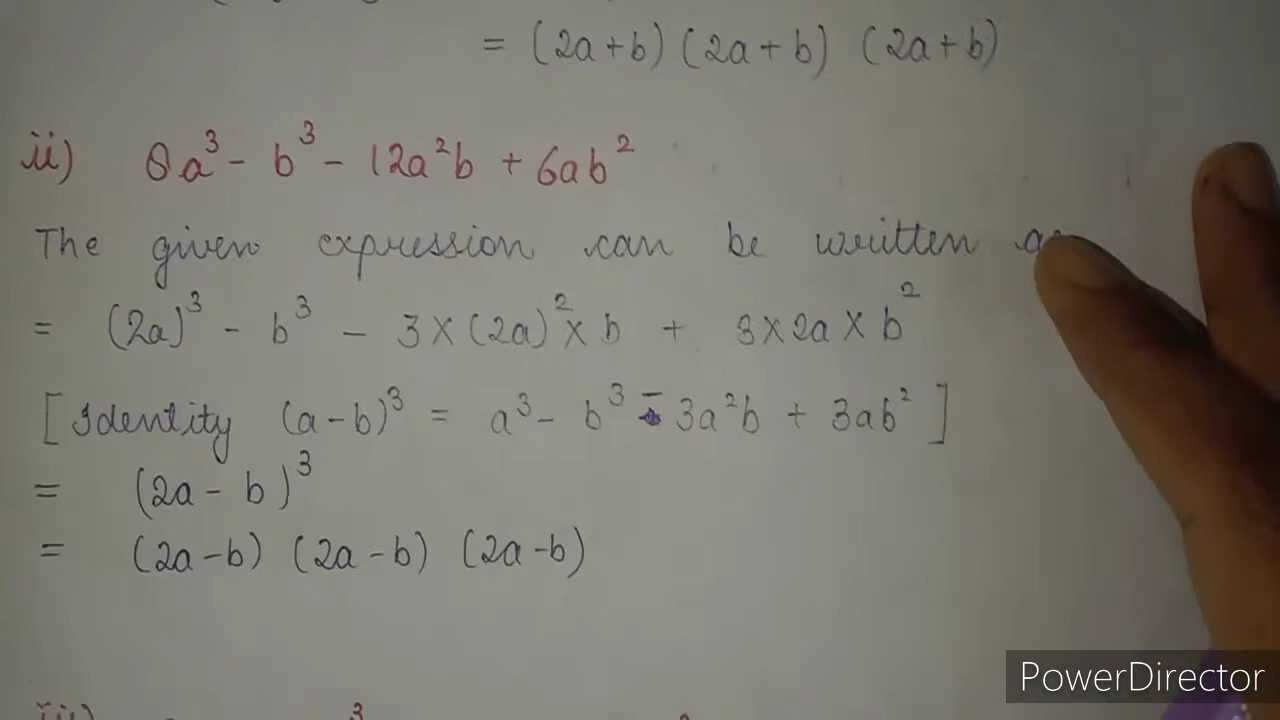 = (2a+b) (2a+b) (2a+b)
ii) 8a³ - b³ - 12a²b + 6ab²
The given expression can be written as
= (2a)³ - b³ - 3×(2a)²×b + 3×2a×b²
[Identity (a-b)³ = a³ - b³ - 3a²b + 3ab²]
= (2a - b)³
= (2a-b) (2a-b) (2a-b)
PowerDirector